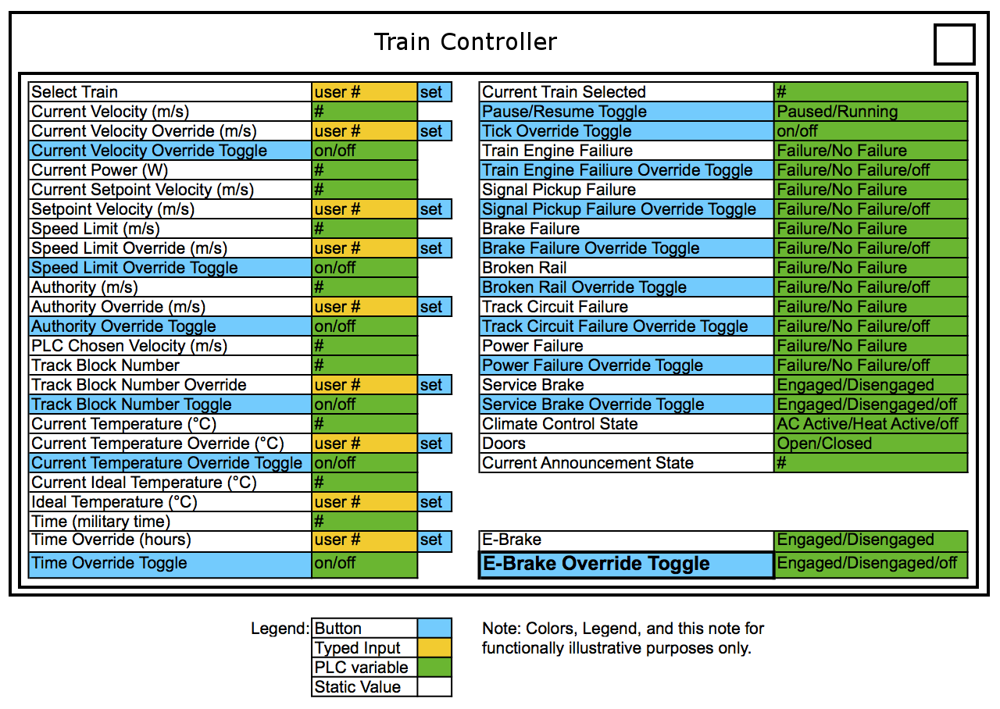 Train Controller
Select Train user # set
Current Velocity (m/s) #
Current Velocity Override (m/s) user # set
Current Velocity Override Toggle on/off
Current Power (W) #
Current Setpoint Velocity (m/s) #
Setpoint Velocity (m/s) user # set
Speed Limit (m/s) #
Speed Limit Override (m/s) user # set
Speed Limit Override Toggle on/off
Authority (m/s) #
Authority Override (m/s) user # set
Authority Override Toggle on/off
PLC Chosen Velocity (m/s) #
Track Block Number #
Track Block Number Override user # set
Track Block Number Toggle on/off
Current Temperature (°C) #
Current Temperature Override (°C) user # set
Current Temperature Override Toggle on/off
Current Ideal Temperature (°C) #
Ideal Temperature (°C) user # set
Time (military time) #
Time Override (hours) user # set
Time Override Toggle on/off
Current Train Selected #
Pause/Resume Toggle Paused/Running
Tick Override Toggle on/off
Train Engine Failiure Failure/No Failure
Train Engine Failiure Override Toggle Failure/No Failure/off
Signal Pickup Failure Failure/No Failure
Signal Pickup Failure Override Toggle Failure/No Failure/off
Brake Failure Failure/No Failure
Brake Failure Override Toggle Failure/No Failure/off
Broken Rail Failure/No Failure
Broken Rail Override Toggle Failure/No Failure/off
Track Circuit Failure Failure/No Failure
Track Circuit Failure Override Toggle Failure/No Failure/off
Power Failure Failure/No Failure
Power Failure Override Toggle Failure/No Failure/off
Service Brake Engaged/Disengaged
Service Brake Override Toggle Engaged/Disengaged/off
Climate Control State AC Active/Heat Active/off
Doors Open/Closed
Current Announcement State #
E-Brake Engaged/Disengaged
E-Brake Override Toggle Engaged/Disengaged/off
Legend: Button
Typed Input
PLC variable
Static Value
Note: Colors, Legend, and this note for
functionally illustrative purposes only.